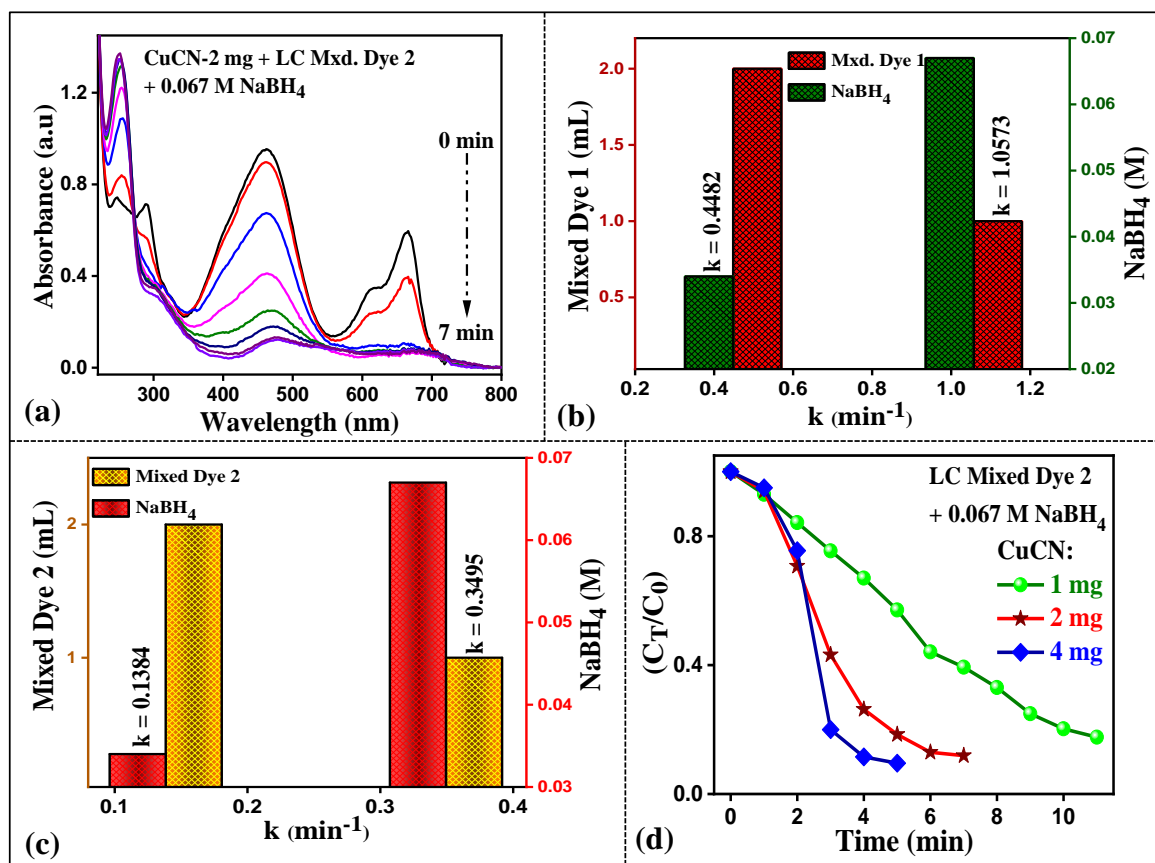 CuCN-2 mg + LC Mxd. Dye 2
+ 0.067 M NaBH₄
0 min
7 min
Absorbance (a.u)
1.2
0.8
0.4
0.0
300 400 500 600 700 800
Wavelength (nm)
(a)
Mxd. Dye 1
NaBH₄
Mixed Dye 1 (mL)
2.0
1.5
1.0
0.5
k = 0.4482
k = 1.0573
0.07
0.06
0.05
0.04
0.03
0.02
NaBH₄ (M)
0.2 0.4 0.6 0.8 1.0 1.2
k (min⁻¹)
(b)
Mixed Dye 2
NaBH₄
Mixed Dye 2 (mL)
2
1
k = 0.1384
k = 0.3495
0.07
0.06
0.05
0.04
0.03
NaBH₄ (M)
0.1 0.2 0.3 0.4
k (min⁻¹)
(c)
LC Mixed Dye 2
+ 0.067 M NaBH₄
CuCN:
1 mg
2 mg
4 mg
(C_T/C₀)
0.8
0.4
0.0
0 2 4 6 8 10
Time (min)
(d)